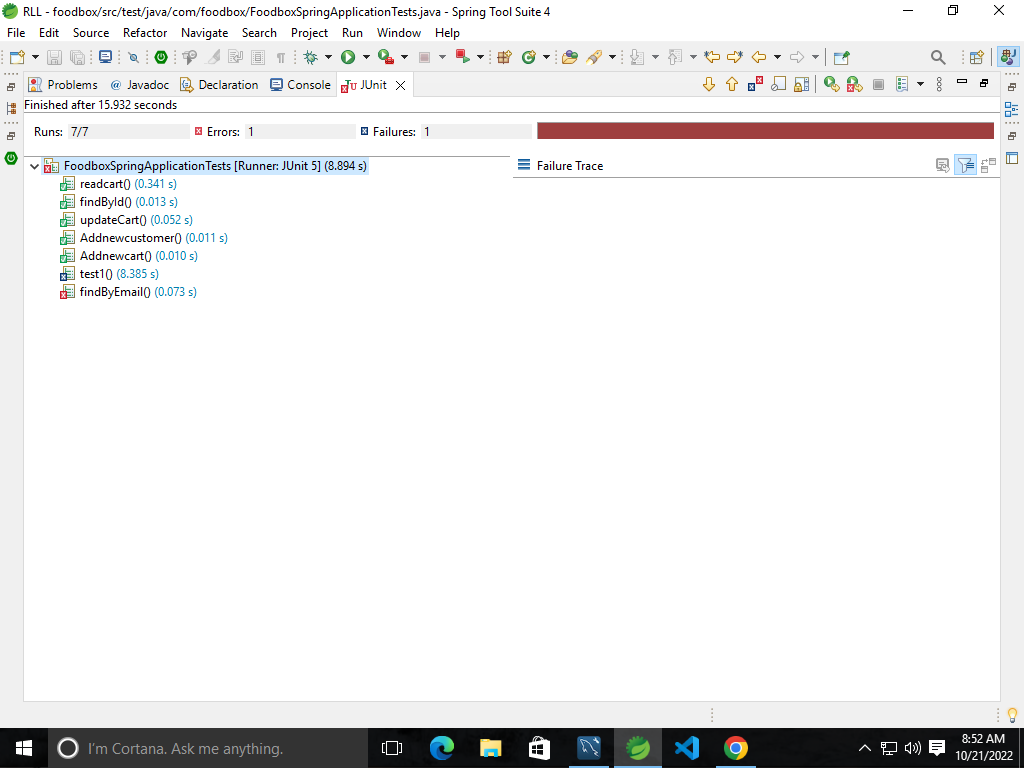 RLL - foodbox/src/test/java/com/foodbox/FoodboxSpringApplicationTests.java - Spring Tool Suite 4
File Edit Source Refactor Navigate Search Project Run Window Help
Problems @ Javadoc Declaration Console JUnit
Finished after 15.932 seconds
Runs: 7/7 Errors: 1 Failures: 1
FoodboxSpringApplicationTests [Runner: JUnit 5] (8.894 s)
Failure Trace
readcart() (0.341 s)
findById() (0.013 s)
updateCart() (0.052 s)
Addnewcustomer() (0.011 s)
Addnewcart() (0.010 s)
test1() (8.385 s)
findByEmail() (0.073 s)
I'm Cortana. Ask me anything.
8:52 AM
10/21/2022